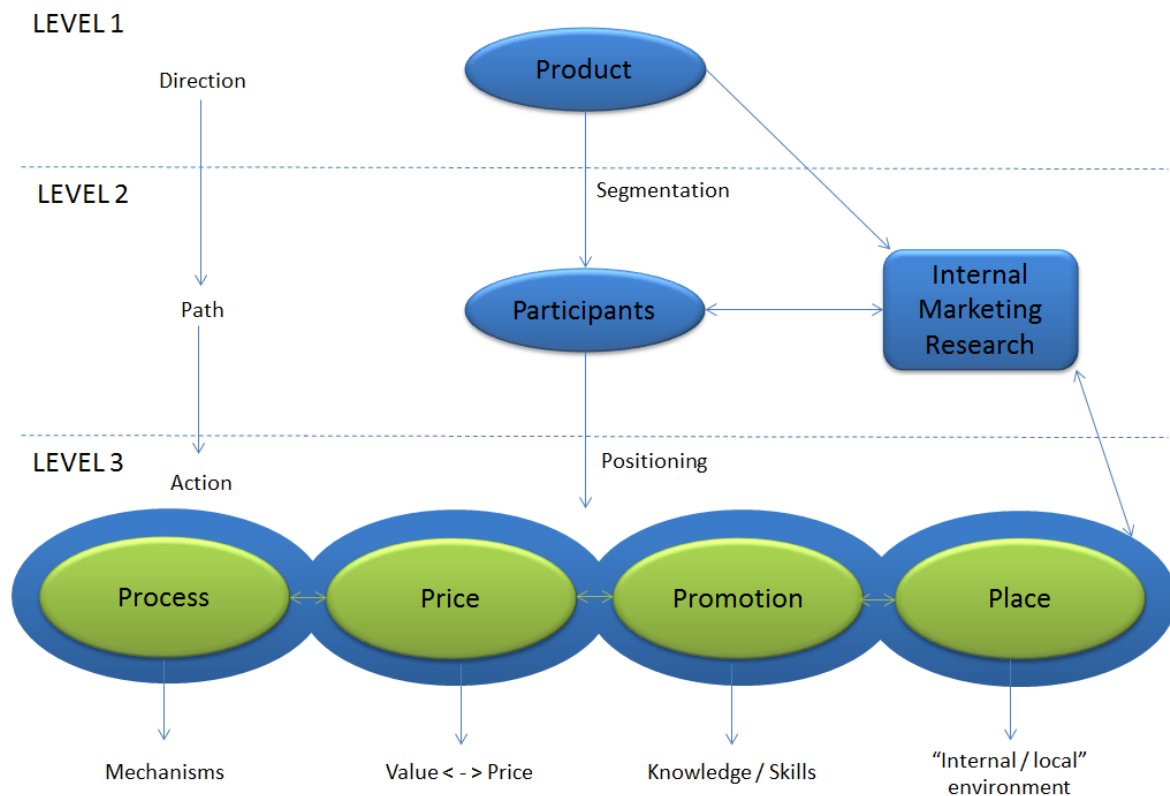 LEVEL 1
Direction
Product
LEVEL 2
Segmentation
Path
Participants
Internal
Marketing
Research
LEVEL 3
Action
Positioning
Process
Price
Promotion
Place
Mechanisms
Value < - > Price
Knowledge / Skills
“Internal / local”
environment